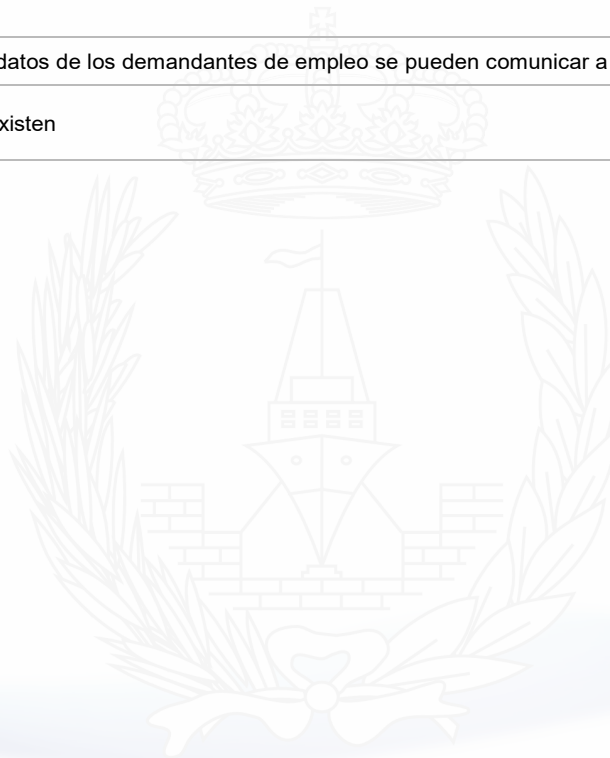 datos de los demandantes de empleo se pueden comunicar a
xisten